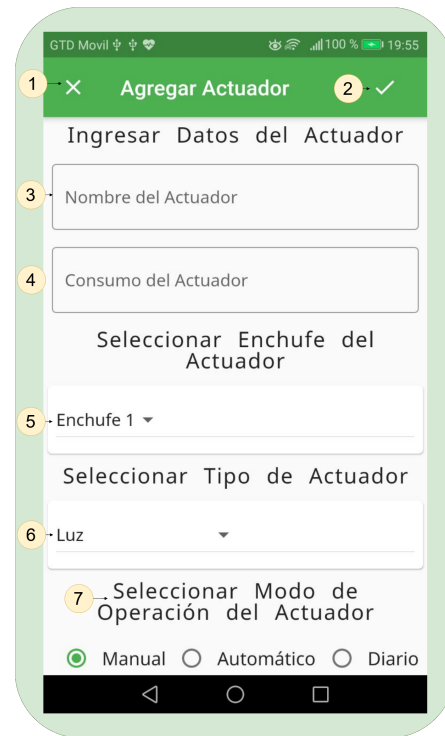 GTD Movil 100 % 19:55
1 Agregar Actuador 2
Ingresar Datos del Actuador
3 Nombre del Actuador
4 Consumo del Actuador
Seleccionar Enchufe del
Actuador
5 Enchufe 1
Seleccionar Tipo de Actuador
6 Luz
7 Seleccionar Modo de
Operación del Actuador
Manual Automático Diario